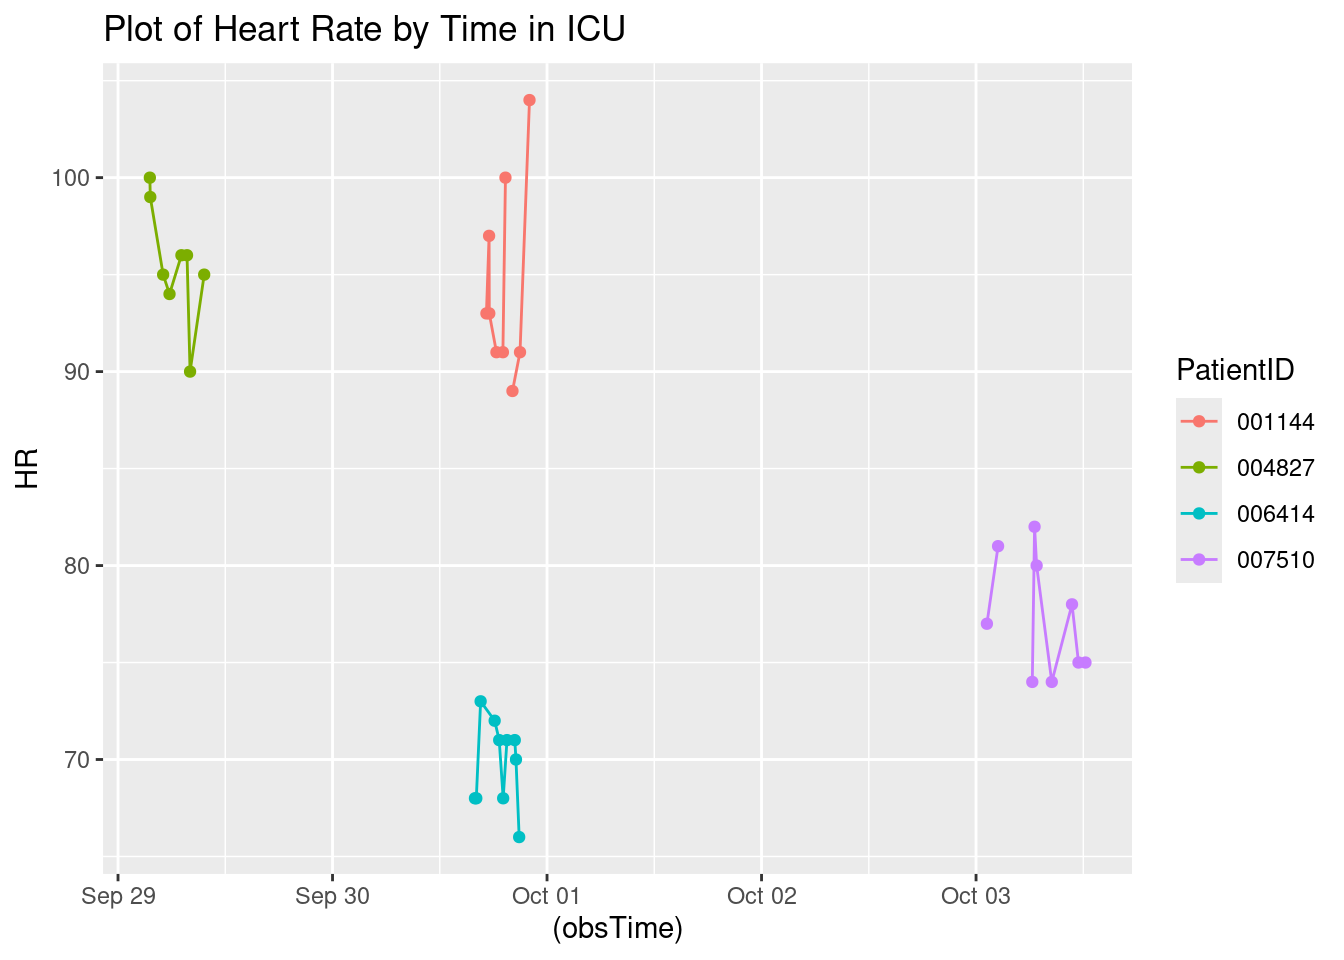 Plot of Heart Rate by Time in ICU
100
90
80
70
HR
Sep 29
Sep 30
Oct 01
Oct 02
Oct 03
(obsTime)
PatientID
001144
004827
006414
007510